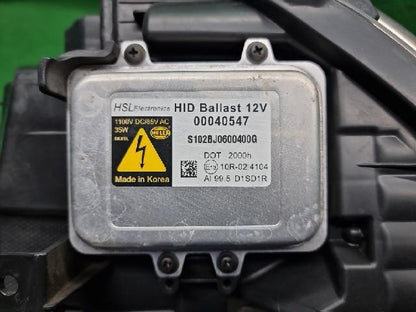 HSL Electronics HID Ballast 12V
00040547
1100V DC/85V AC
35W
HELLA
S102BJ0600400G
DOT 2000h
10R-02 4104
Made in Korea
Al 99.5 D1SD1R